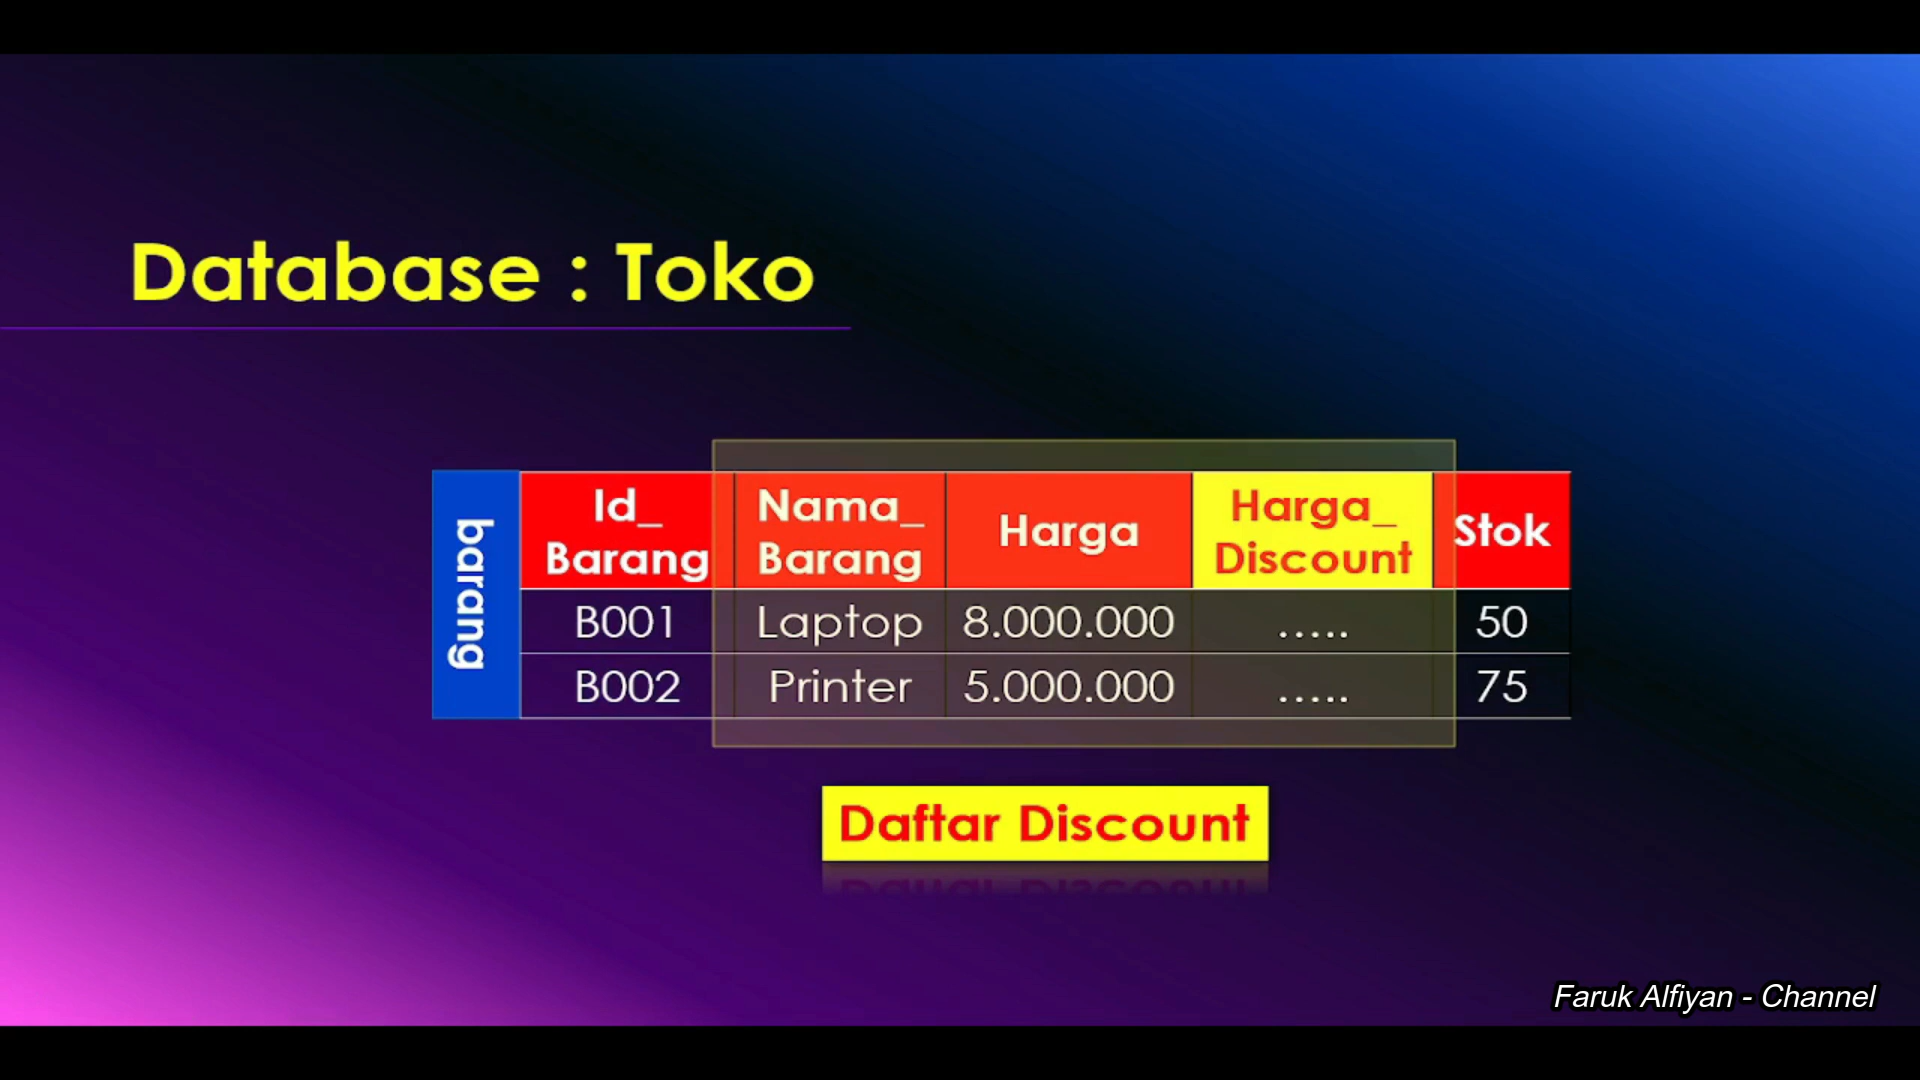 Database : Toko
barang
Id_ Nama_ Harga Harga_ Stok
Barang Barang Discount
B001 Laptop 8.000.000 ..... 50
B002 Printer 5.000.000 ..... 75
Daftar Discount
Faruk Alfiyan - Channel